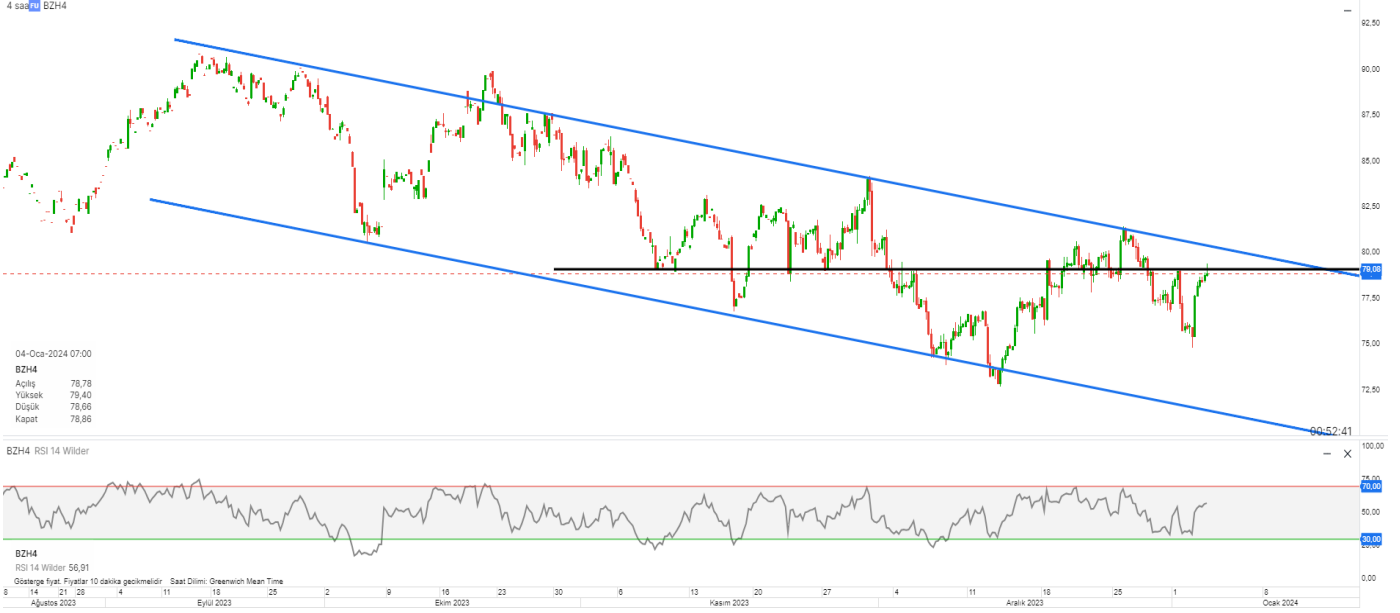 4 saa FU BZH4
92,50
90,00
87,50
85,00
82,50
80,00
79,08
77,50
75,00
72,50
04-Oca-2024 07:00
BZH4
Açılış 78,78
Yüksek 79,40
Düşük 78,66
Kapat 78,86
00:52:41
BZH4 RSI 14 Wilder
100,00
75,00
70,00
50,00
30,00
25,00
0,00
BZH4
RSI 14 Wilder 56,91
Gösterge fiyat. Fiyatlar 10 dakika gecikmelidir Saat Dilimi: Greenwich Mean Time
8 14 21 28 4 11 18 25 2 9 16 23 30 6 13 20 27 4 11 18 25 1 8
Ağustos 2023 Eylül 2023 Ekim 2023 Kasım 2023 Aralık 2023 Ocak 2024